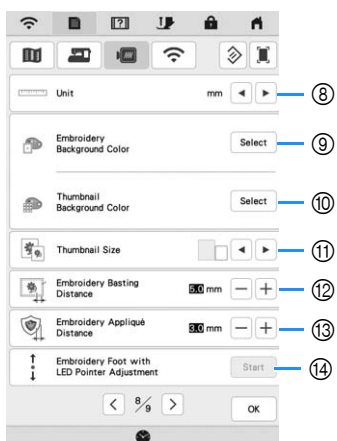 ?
Unit mm ⑧
Embroidery
Background Color Select ⑨
Thumbnail
Background Color Select ⑩
Thumbnail Size ⑪
Embroidery Basting
Distance 5.0 mm − + ⑫
Embroidery Appliqué
Distance 3.0 mm − + ⑬
Embroidery Foot with
LED Pointer Adjustment Start ⑭
< 8/9 > OK